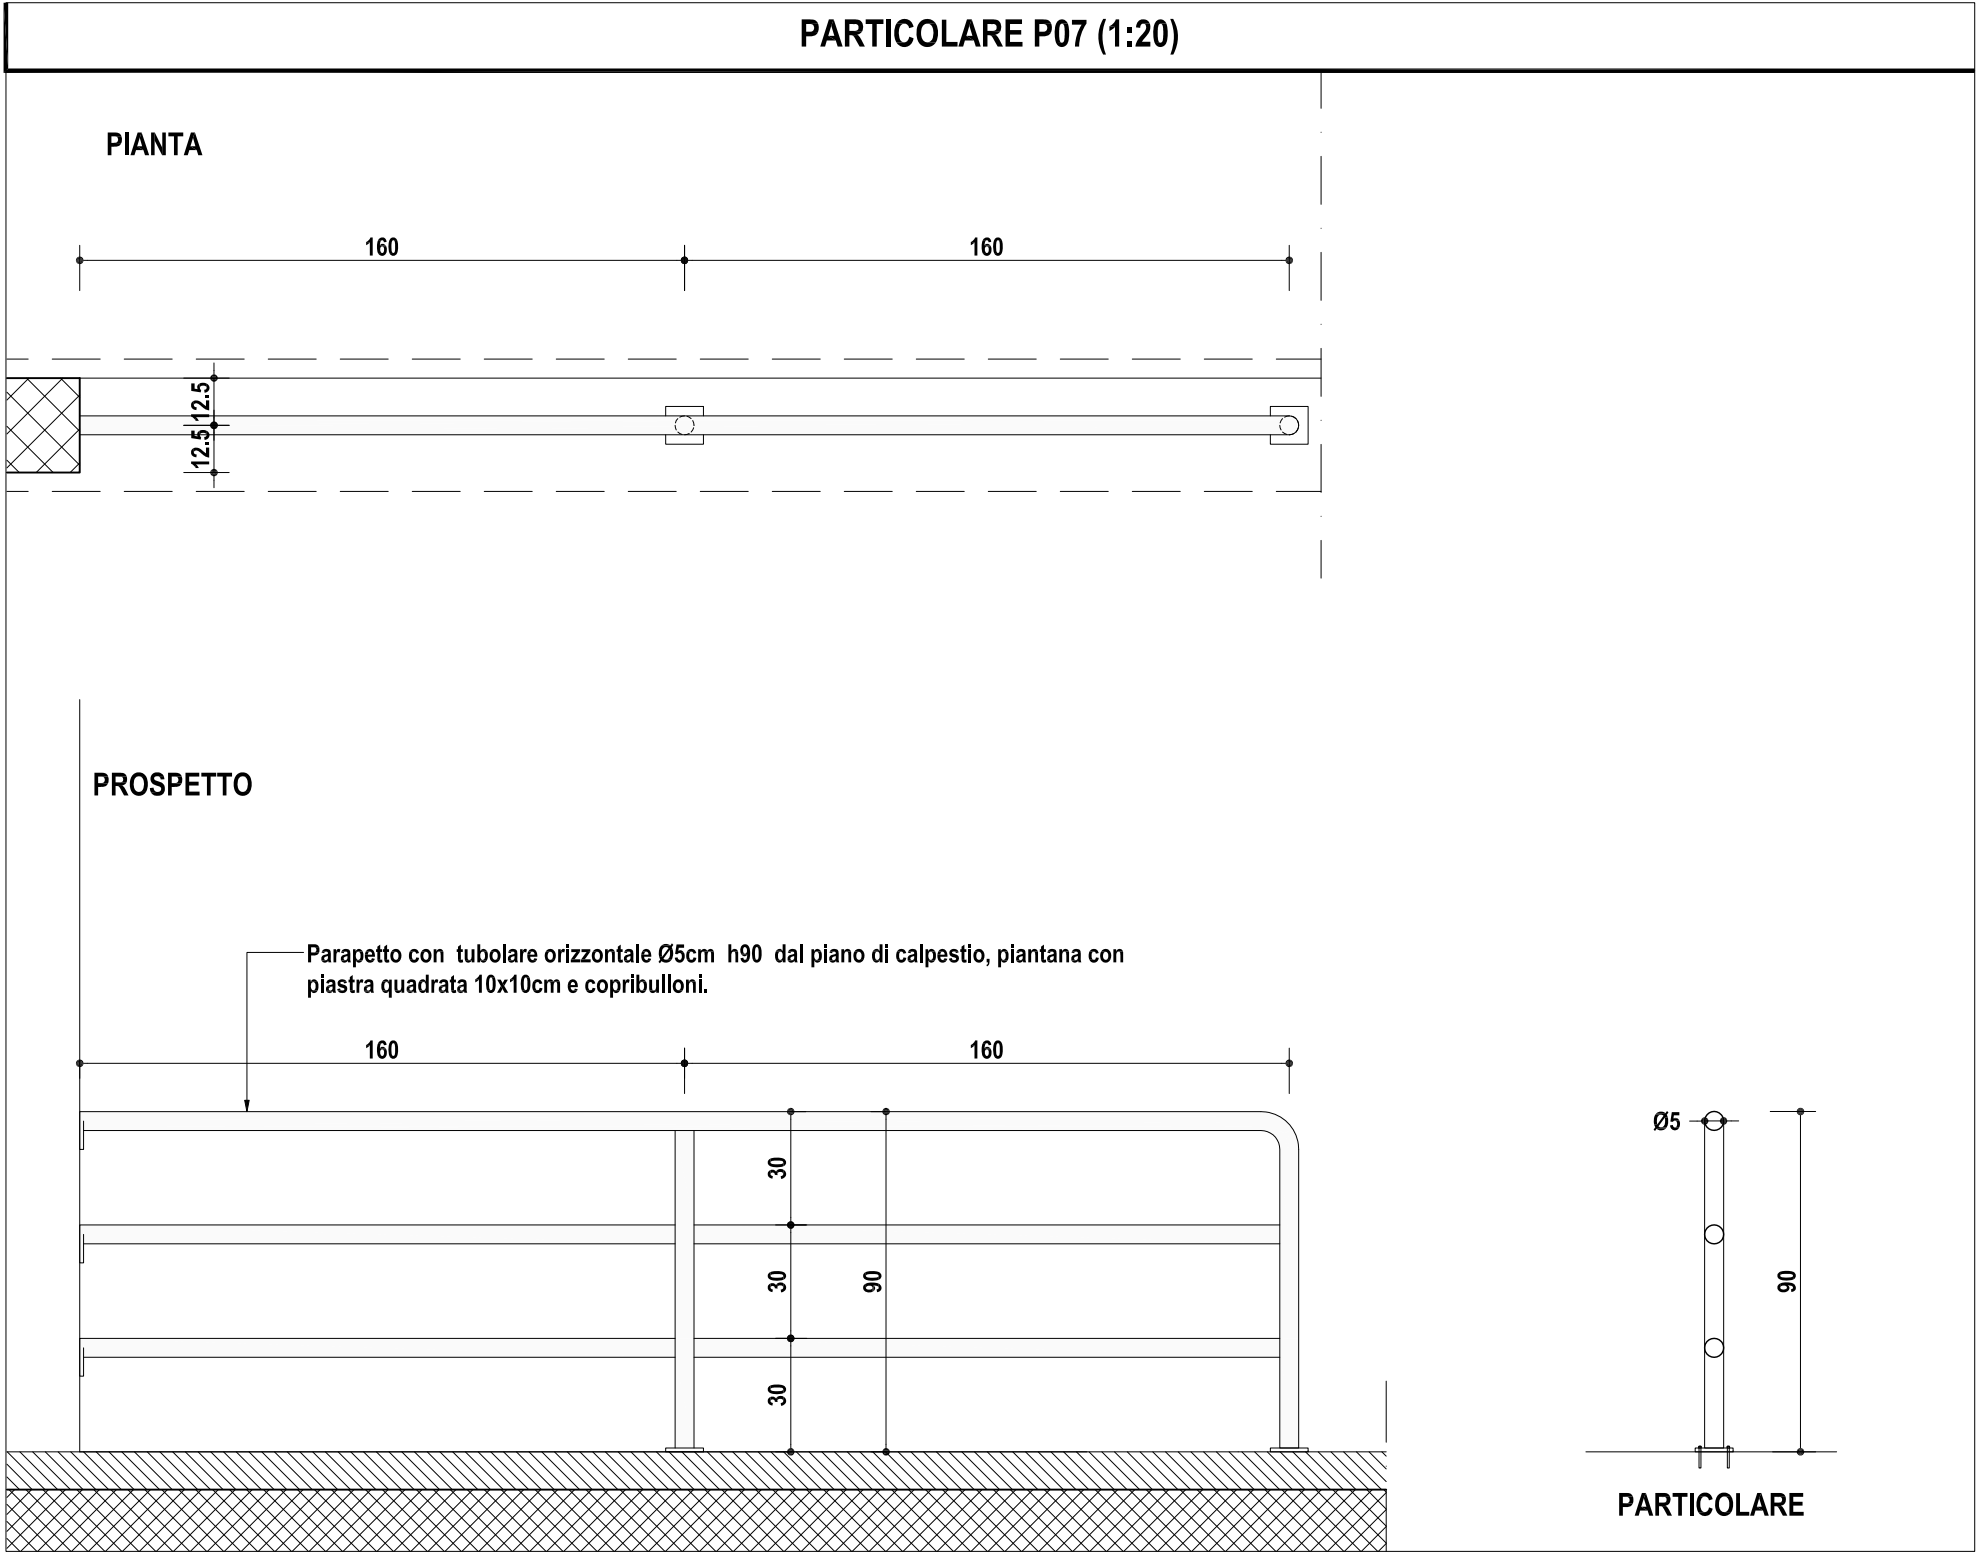 PARTICOLARE P07 (1:20)
PIANTA
160
160
12.5
12.5
PROSPETTO
Parapetto con tubolare orizzontale Ø5cm h90 dal piano di calpestio, piantana con
piastra quadrata 10x10cm e copribulloni.
160
160
30
30
30
90
Ø5
90
PARTICOLARE